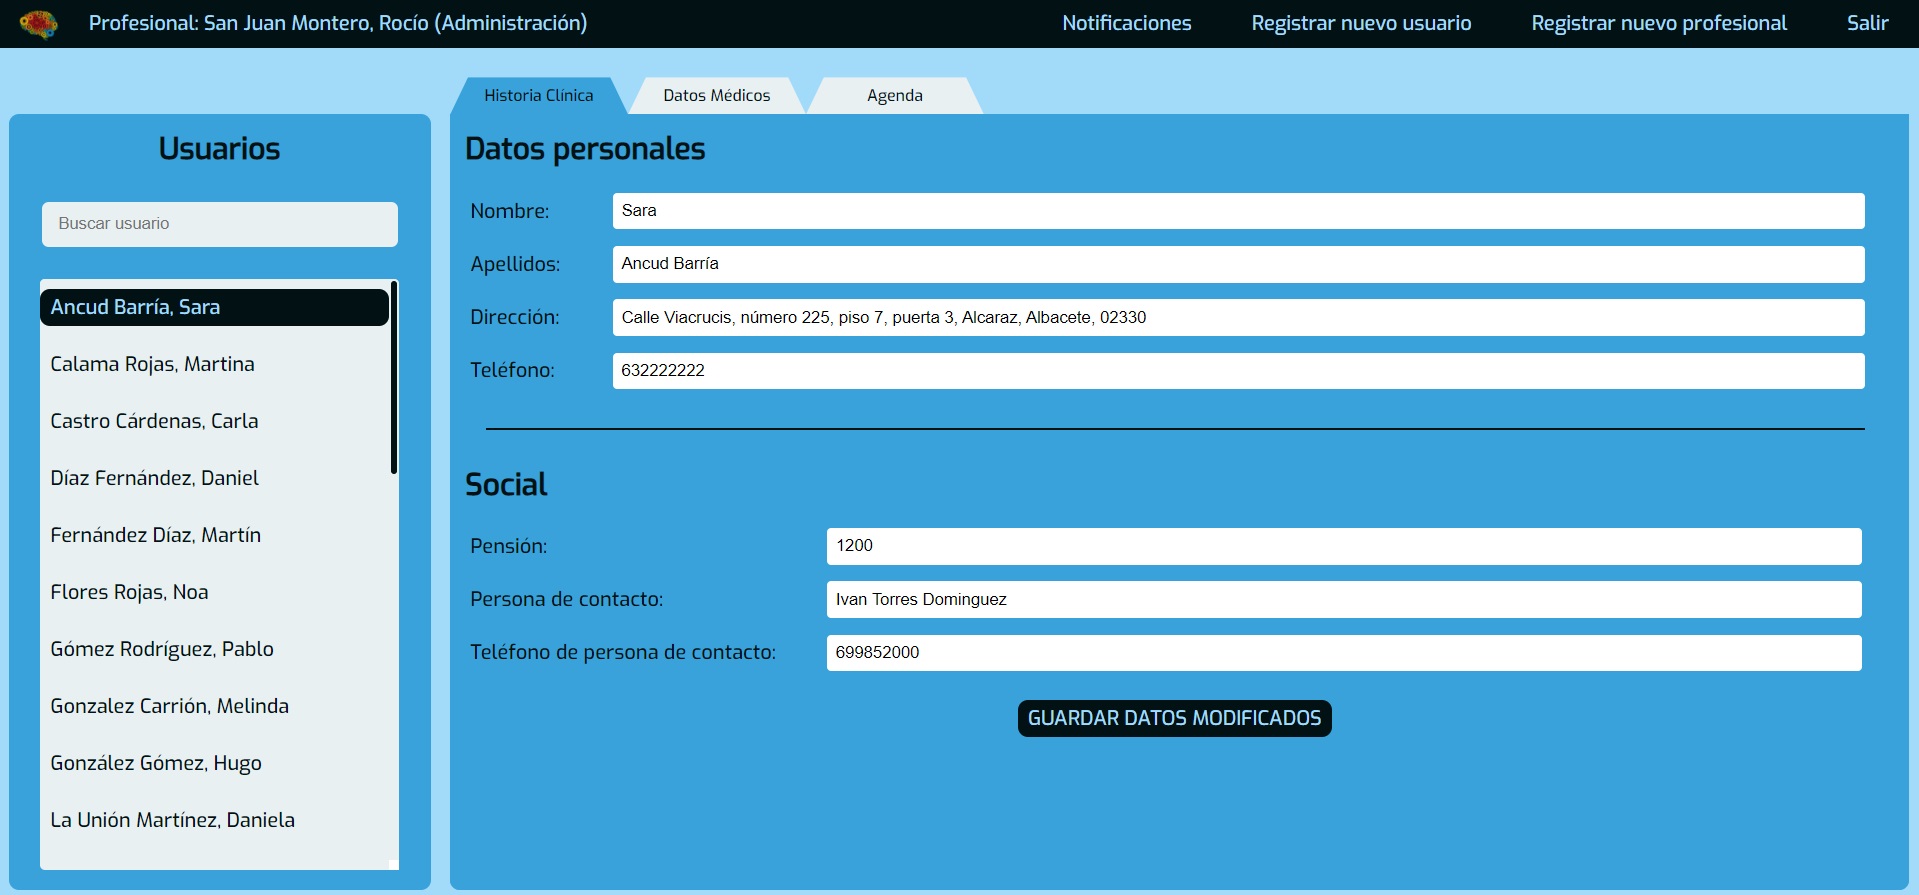 Profesional: San Juan Montero, Rocío (Administración)
Notificaciones
Registrar nuevo usuario
Registrar nuevo profesional
Salir
Historia Clínica
Datos Médicos
Agenda
Usuarios
Buscar usuario
Ancud Barría, Sara
Calama Rojas, Martina
Castro Cárdenas, Carla
Díaz Fernández, Daniel
Fernández Díaz, Martín
Flores Rojas, Noa
Gómez Rodríguez, Pablo
Gonzalez Carrión, Melinda
González Gómez, Hugo
La Unión Martínez, Daniela
Datos personales
Nombre: Sara
Apellidos: Ancud Barría
Dirección: Calle Viacrucis, número 225, piso 7, puerta 3, Alcaraz, Albacete, 02330
Teléfono: 632222222
Social
Pensión: 1200
Persona de contacto: Ivan Torres Dominguez
Teléfono de persona de contacto: 699852000
GUARDAR DATOS MODIFICADOS